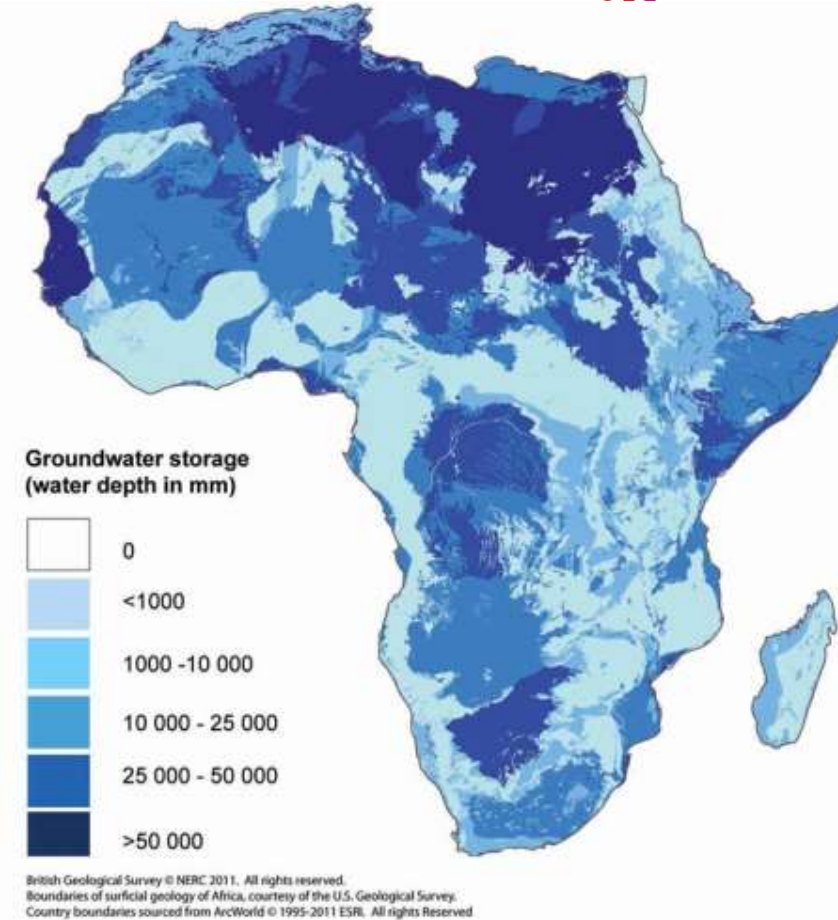 Groundwater storage
(water depth in mm)
0
<1000
1000 -10 000
10 000 - 25 000
25 000 - 50 000
>50 000
British Geological Survey © NERC 2011. All rights reserved.
Boundaries of surficial geology of Africa, courtesy of the U.S. Geological Survey.
Country boundaries sourced from ArcWorld © 1995-2011 ESRI. All rights Reserved